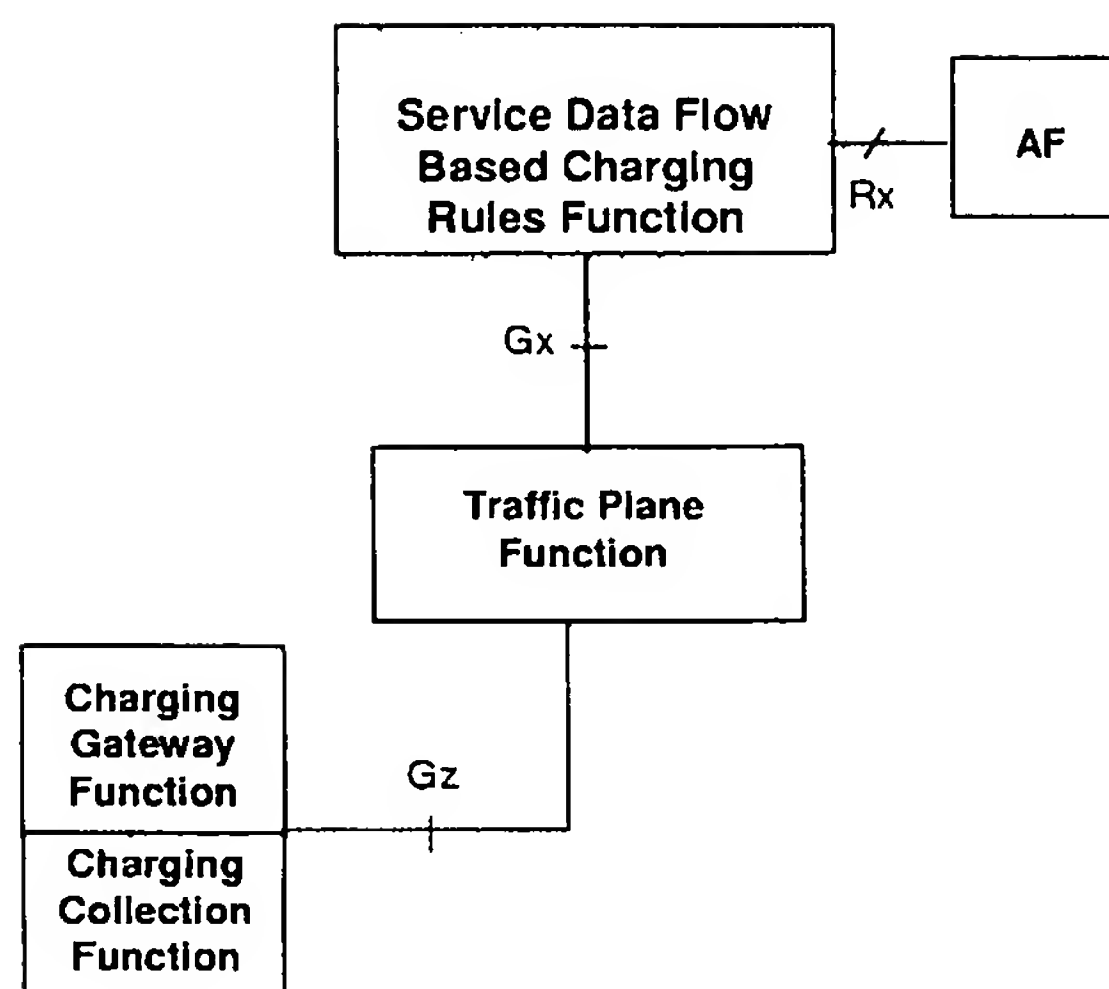 Service Data Flow
Based Charging
Rules Function
AF
Rx
Gx
Traffic Plane
Function
Charging
Gateway
Function
Gz
Charging
Collection
Function